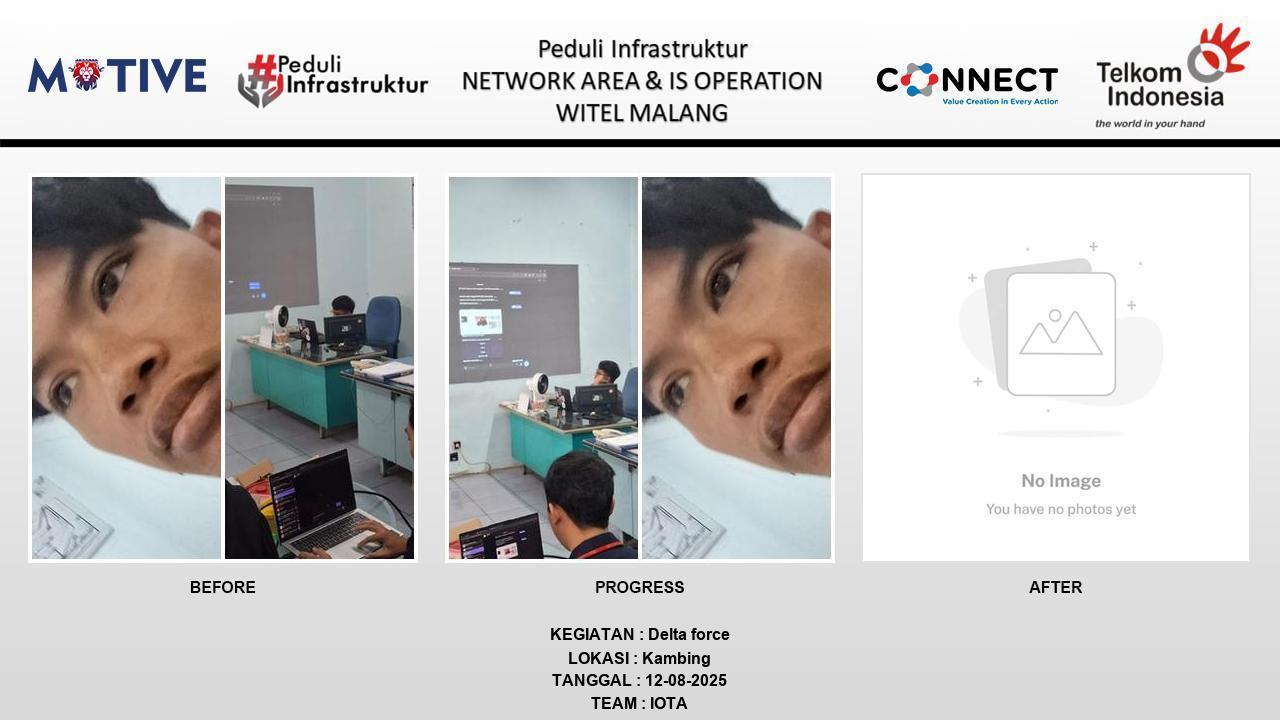 MOTIVE
#Peduli
Infrastruktur
Peduli Infrastruktur
NETWORK AREA & IS OPERATION
WITEL MALANG
CONNECT
Value Creation in Every Action
Telkom
Indonesia
the world in your hand
No Image
You have no photos yet
BEFORE
PROGRESS
AFTER
KEGIATAN : Delta force
LOKASI : Kambing
TANGGAL : 12-08-2025
TEAM : IOTA